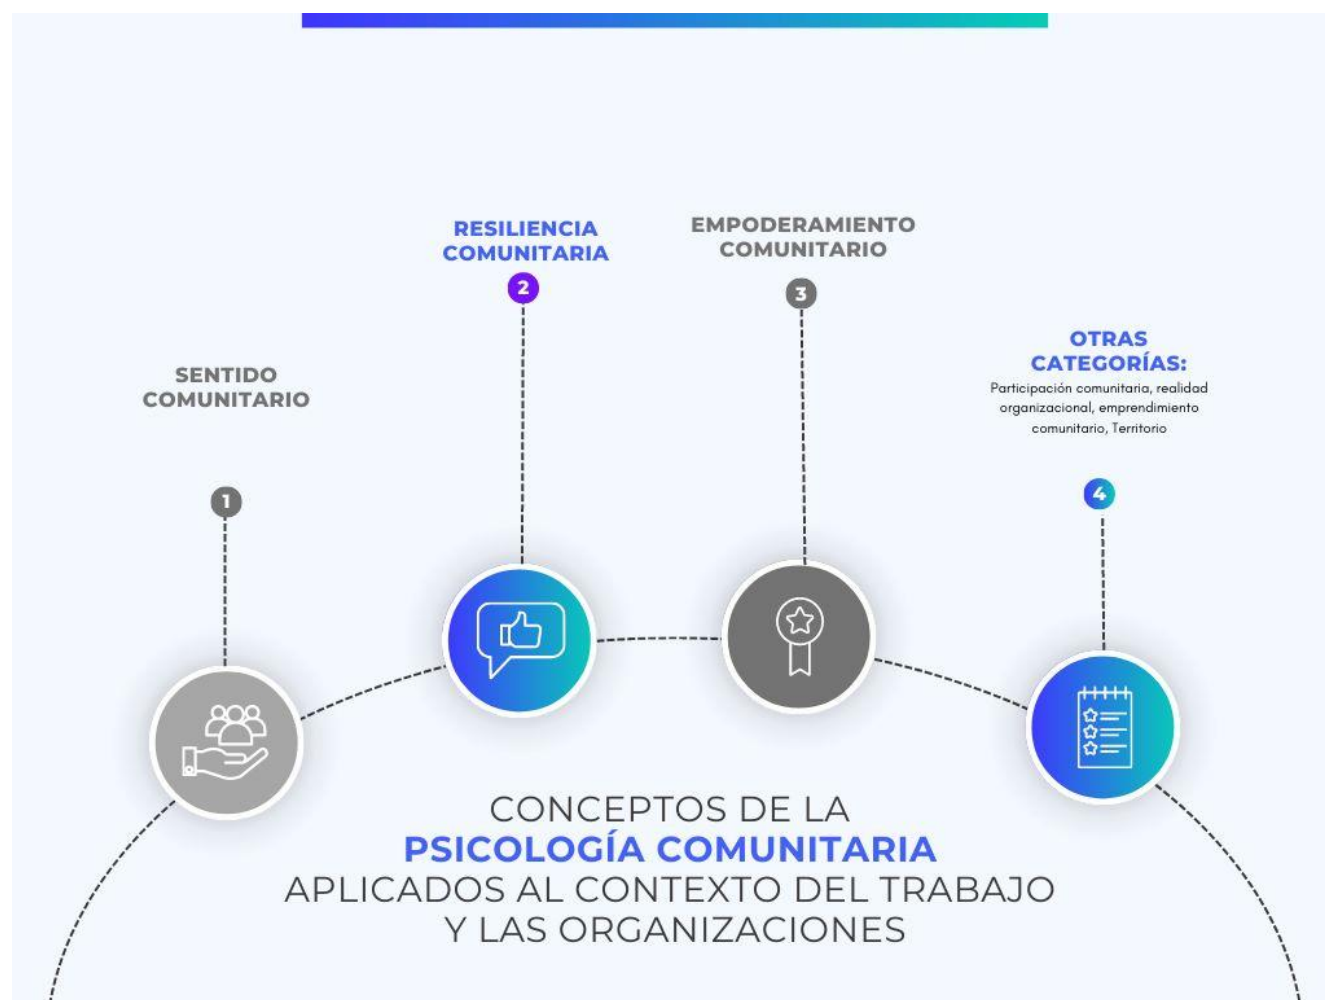 SENTIDO
COMUNITARIO
1
RESILIENCIA
COMUNITARIA
2
EMPODERAMIENTO
COMUNITARIO
3
OTRAS
CATEGORÍAS:
Participación comunitaria, realidad
organizacional, emprendimiento
comunitario, Territorio
4
CONCEPTOS DE LA
PSICOLOGÍA COMUNITARIA
APLICADOS AL CONTEXTO DEL TRABAJO
Y LAS ORGANIZACIONES